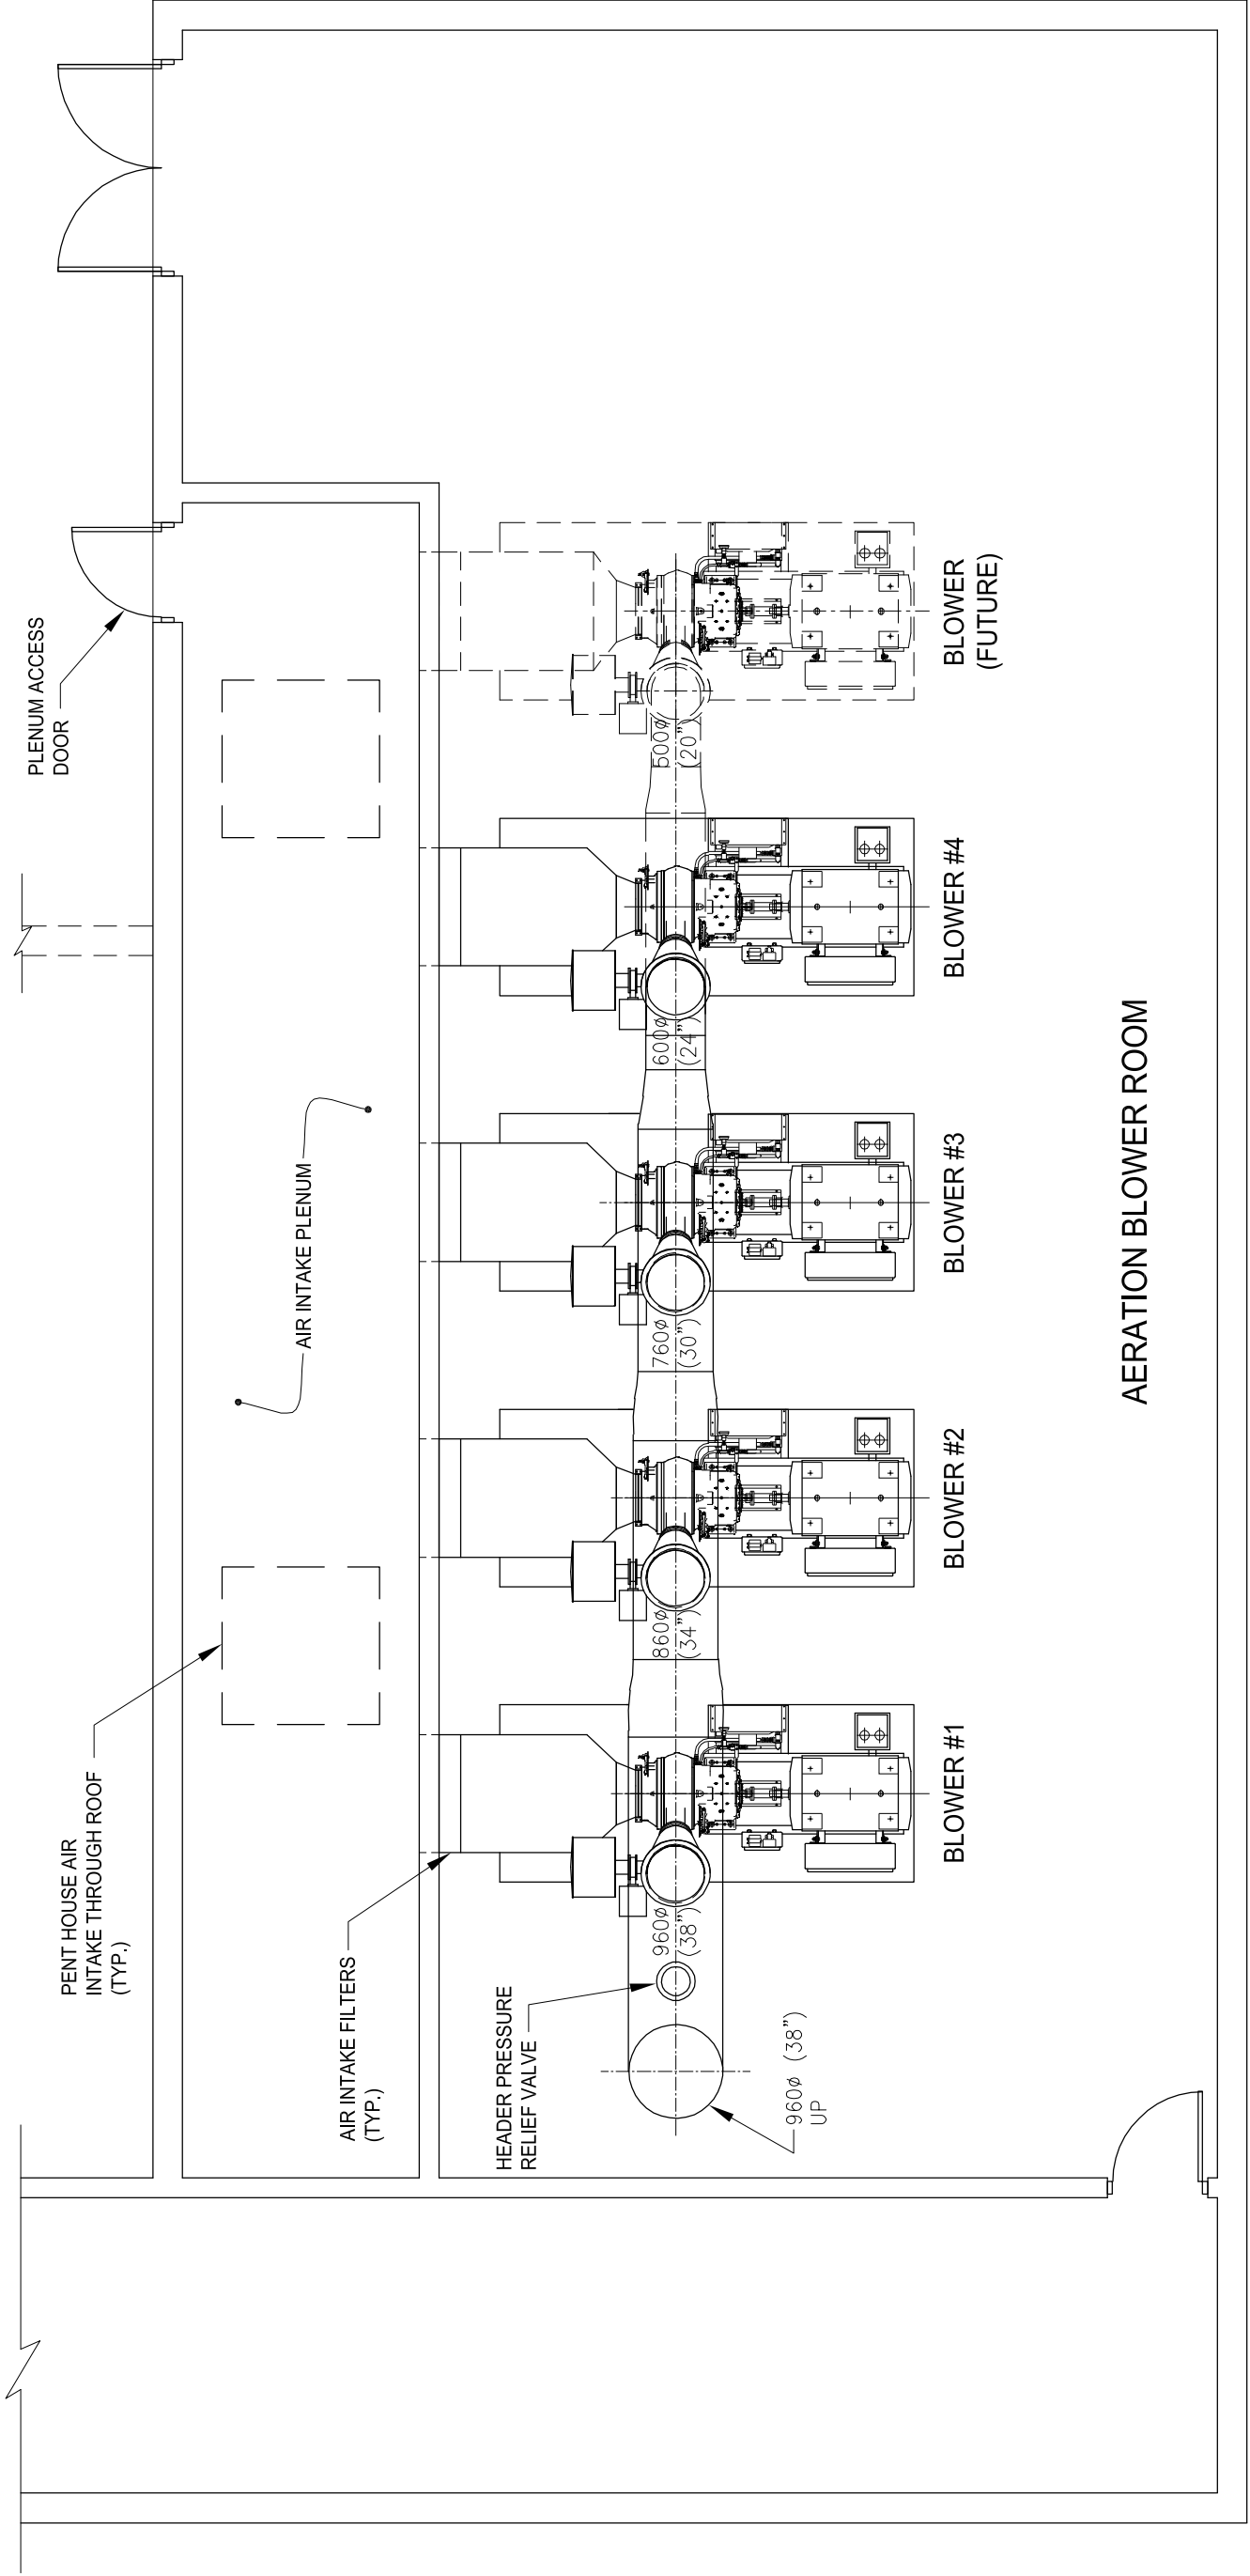 PENT HOUSE AIR
INTAKE THROUGH ROOF
(TYP.)
PLENUM ACCESS
DOOR
AIR INTAKE PLENUM
AIR INTAKE FILTERS
(TYP.)
HEADER PRESSURE
RELIEF VALVE
960ø
(38")
860ø
(34")
760ø
(30")
600ø
(24")
500ø
(20")
960ø (38")
UP
BLOWER #1
BLOWER #2
BLOWER #3
BLOWER #4
BLOWER
(FUTURE)
AERATION BLOWER ROOM